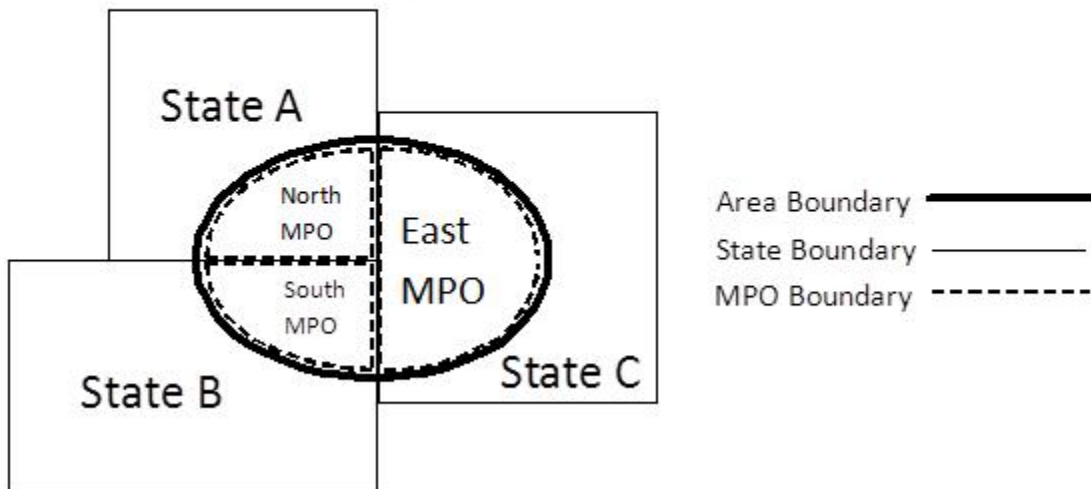 State A
North
MPO
East
MPO
South
MPO
State B
State C
Area Boundary
State Boundary
MPO Boundary